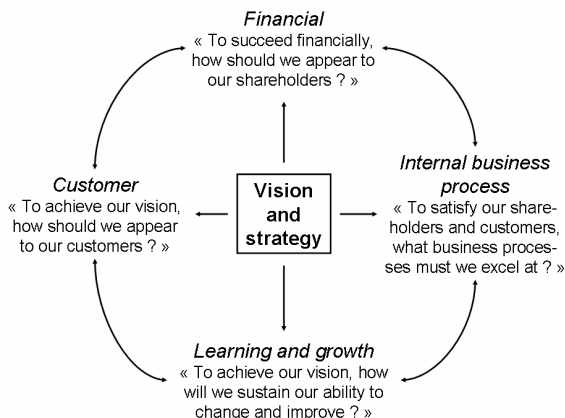 Financial
« To succeed financially,
how should we appear to
our shareholders ? »
Customer
« To achieve our vision,
how should we appear
to our customers ? »
Vision
and
strategy
Internal business
process
« To satisfy our share-
holders and customers,
what business proces-
ses must we excel at ? »
Learning and growth
« To achieve our vision, how
will we sustain our ability to
change and improve ? »